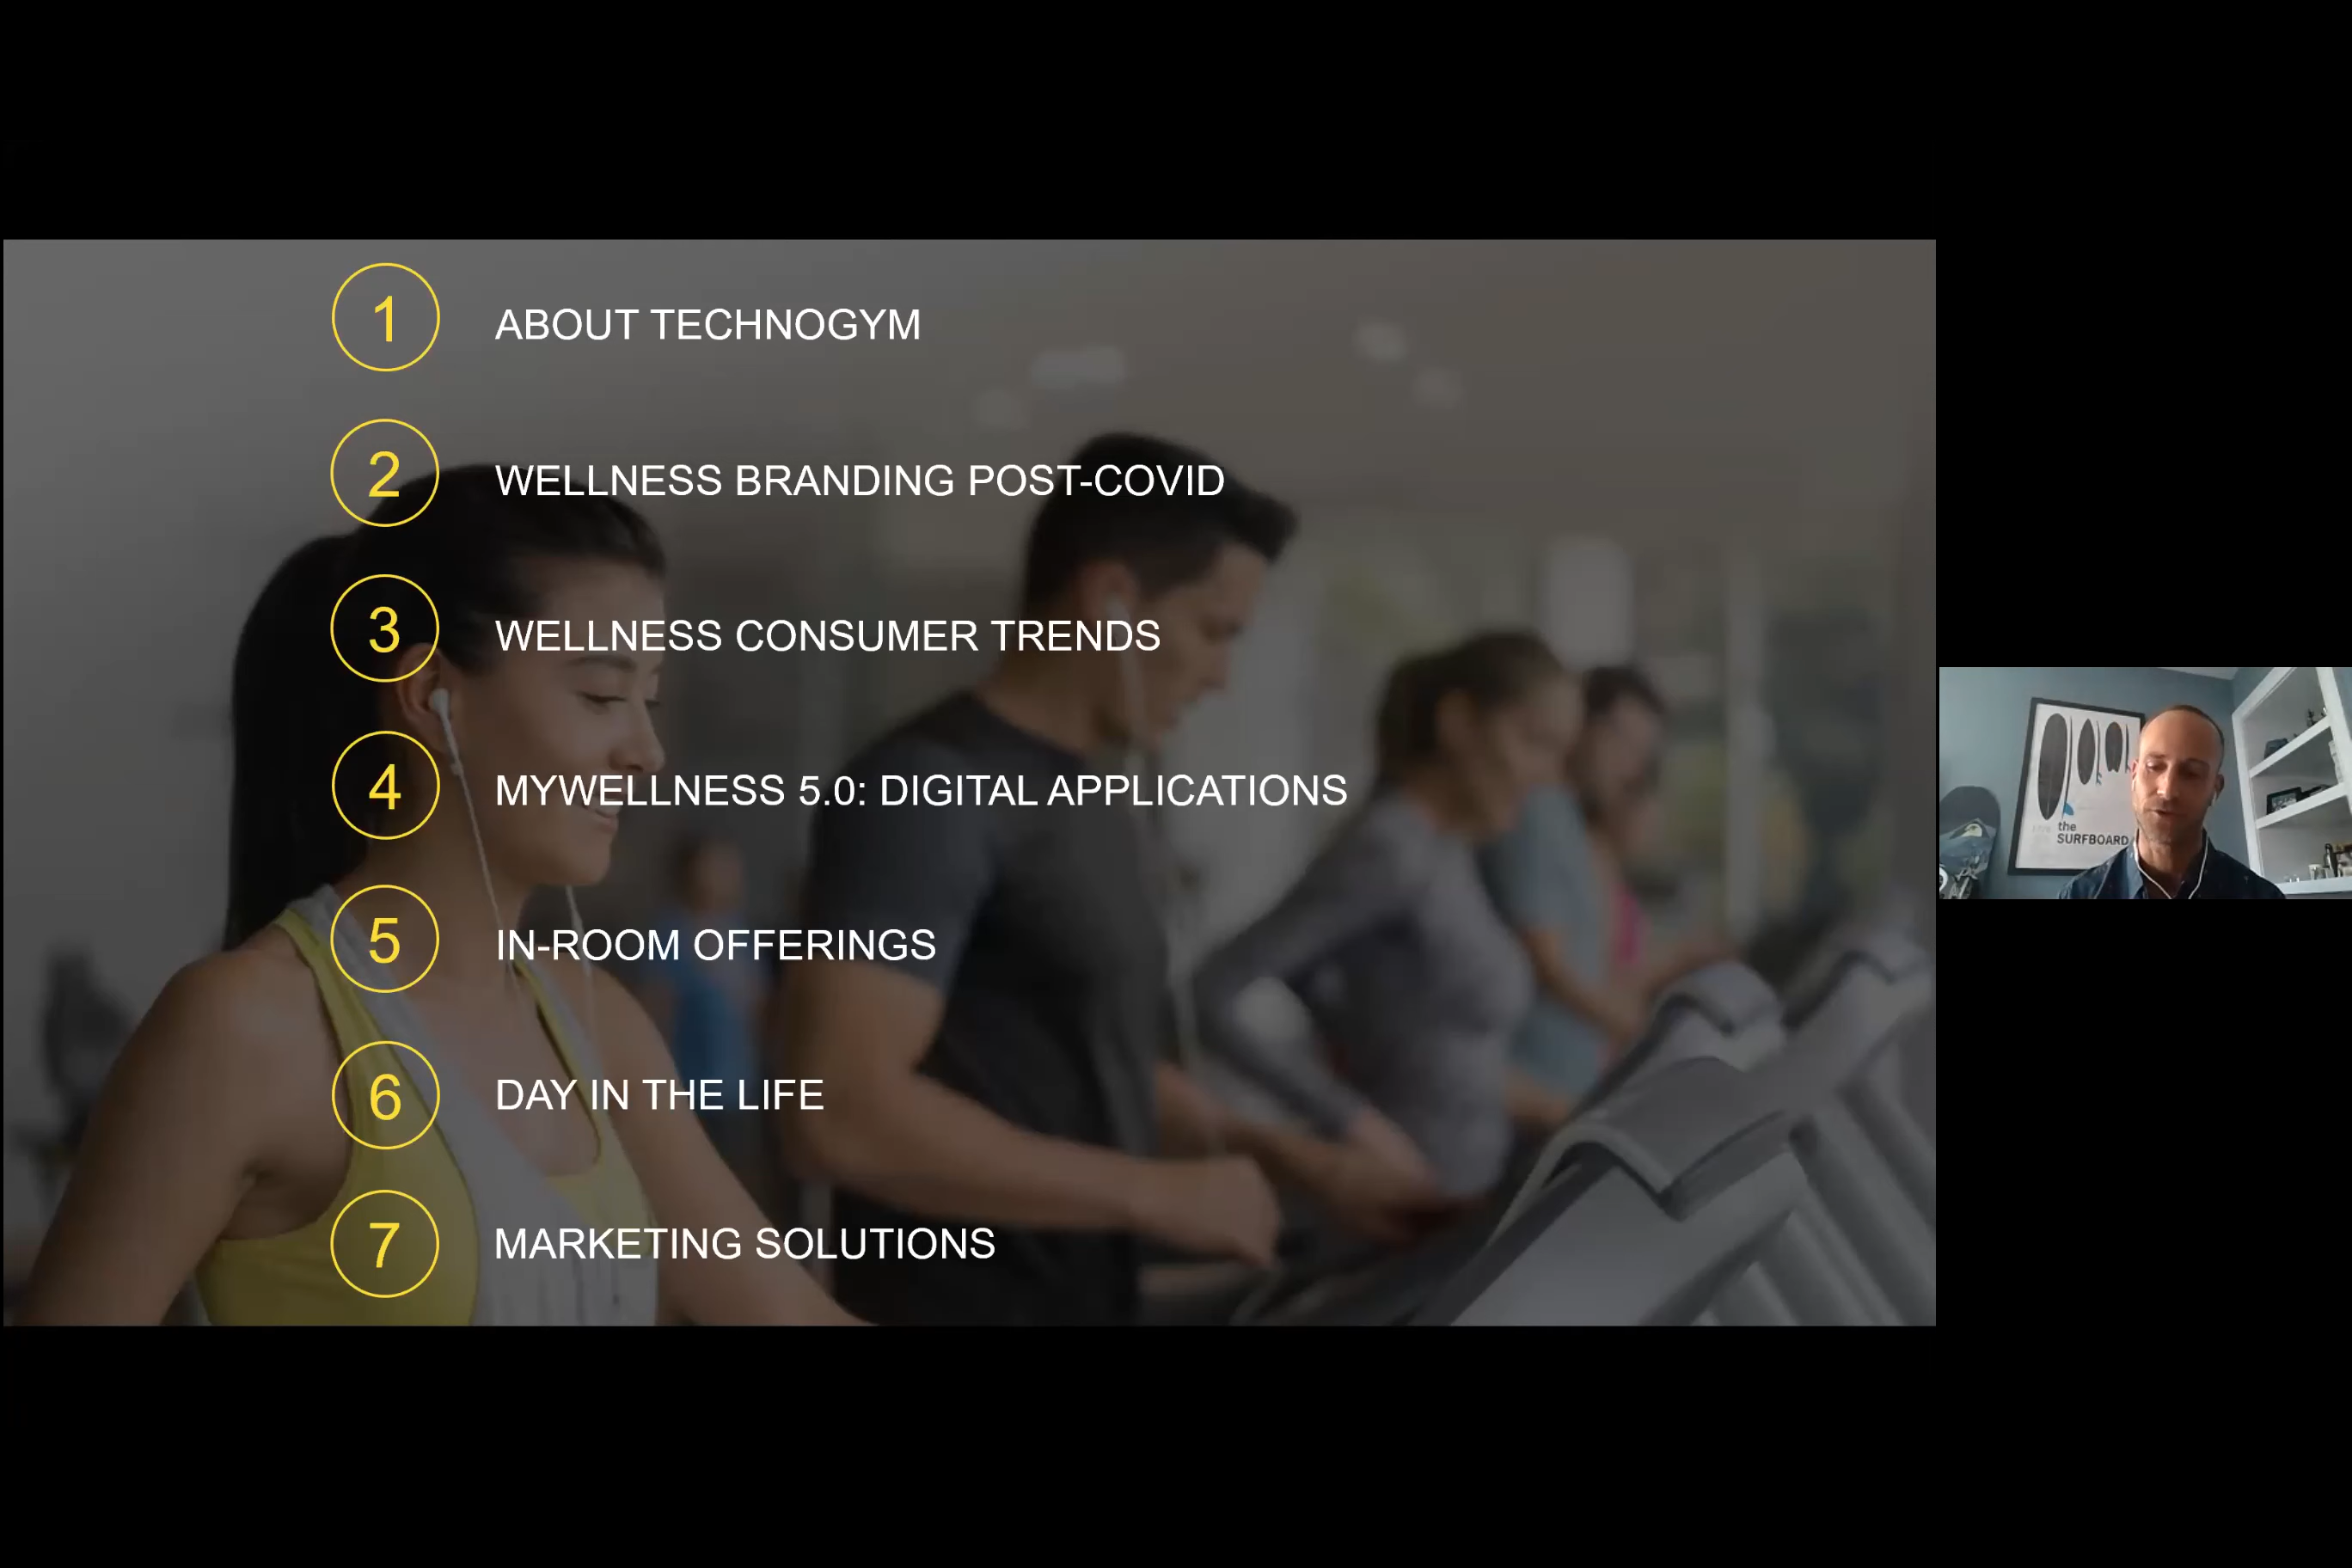 1 ABOUT TECHNOGYM
2 WELLNESS BRANDING POST-COVID
3 WELLNESS CONSUMER TRENDS
4 MYWELLNESS 5.0: DIGITAL APPLICATIONS
5 IN-ROOM OFFERINGS
6 DAY IN THE LIFE
7 MARKETING SOLUTIONS
the
SURFBOARD